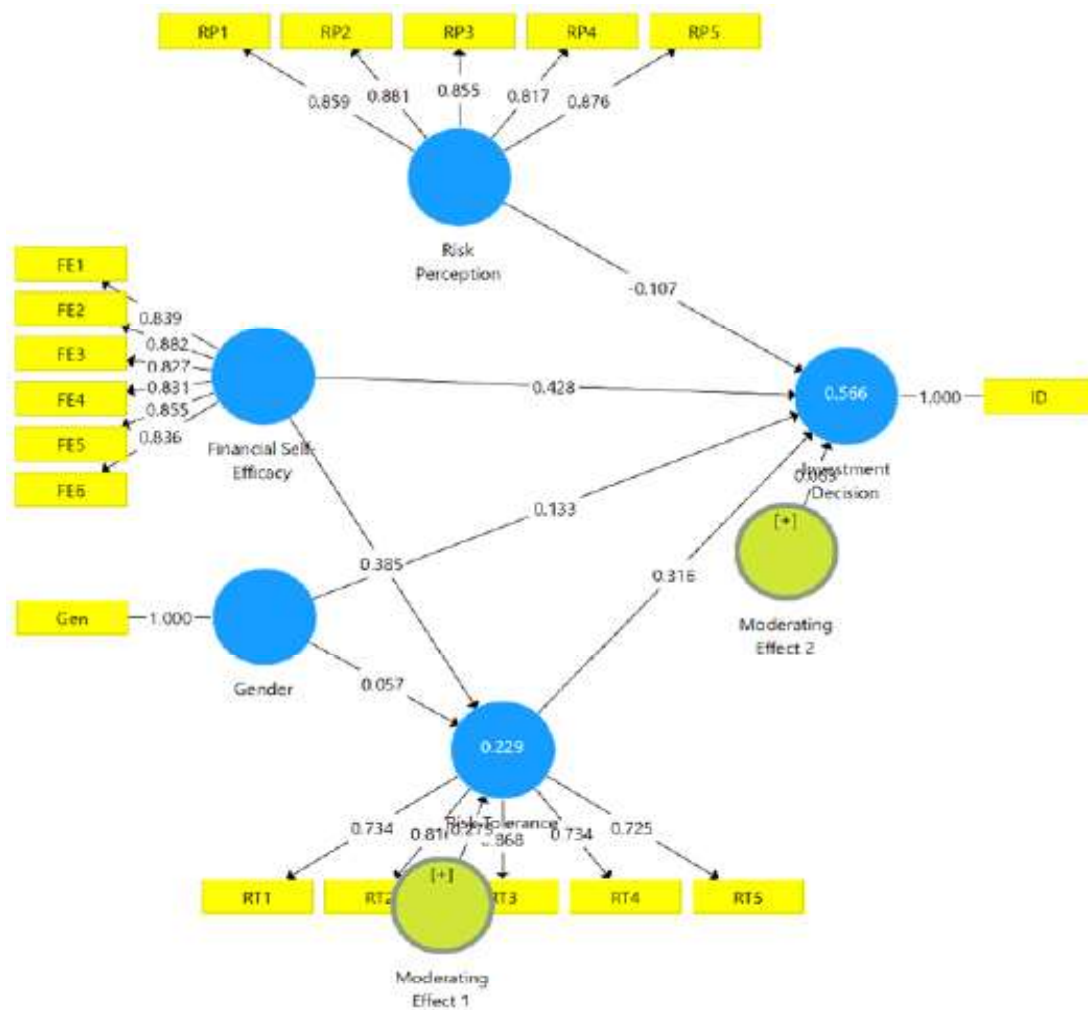 RP1 RP2 RP3 RP4 RP5
0.859 0.881 0.855 0.817 0.876
Risk
Perception
FE1
FE2
FE3
FE4
FE5
FE6
0.839
0.882
0.827
0.831
0.855
0.836
Financial Self-
Efficacy
-0.107
0.428
0.566
1.000
ID
Investment
Decision
0.133
0.385
0.316
[+]
Moderating
Effect 2
Gen
1.000
Gender
0.057
0.229
Risk Tolerance
0.734
0.868
0.734
0.725
RT1 RT2 RT3 RT4 RT5
[+]
Moderating
Effect 1